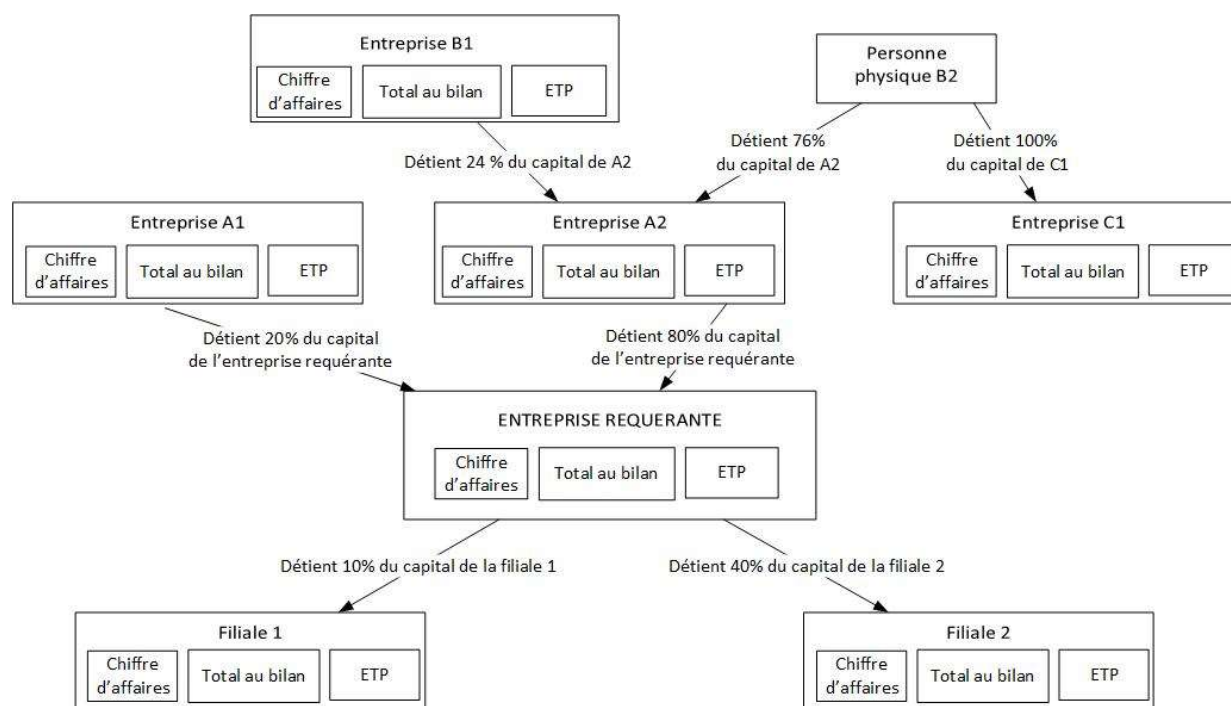 Entreprise B1
Chiffre
d’affaires
Total au bilan
ETP
Personne
physique B2
Détient 24 % du capital de A2
Détient 76%
du capital de A2
Détient 100%
du capital de C1
Entreprise A1
Chiffre
d’affaires
Total au bilan
ETP
Entreprise A2
Chiffre
d’affaires
Total au bilan
ETP
Entreprise C1
Chiffre
d’affaires
Total au bilan
ETP
Détient 20% du capital
de l’entreprise requérante
Détient 80% du capital
de l’entreprise requérante
ENTREPRISE REQUERANTE
Chiffre
d’affaires
Total au bilan
ETP
Détient 10% du capital de la filiale 1
Détient 40% du capital de la filiale 2
Filiale 1
Chiffre
d’affaires
Total au bilan
ETP
Filiale 2
Chiffre
d’affaires
Total au bilan
ETP